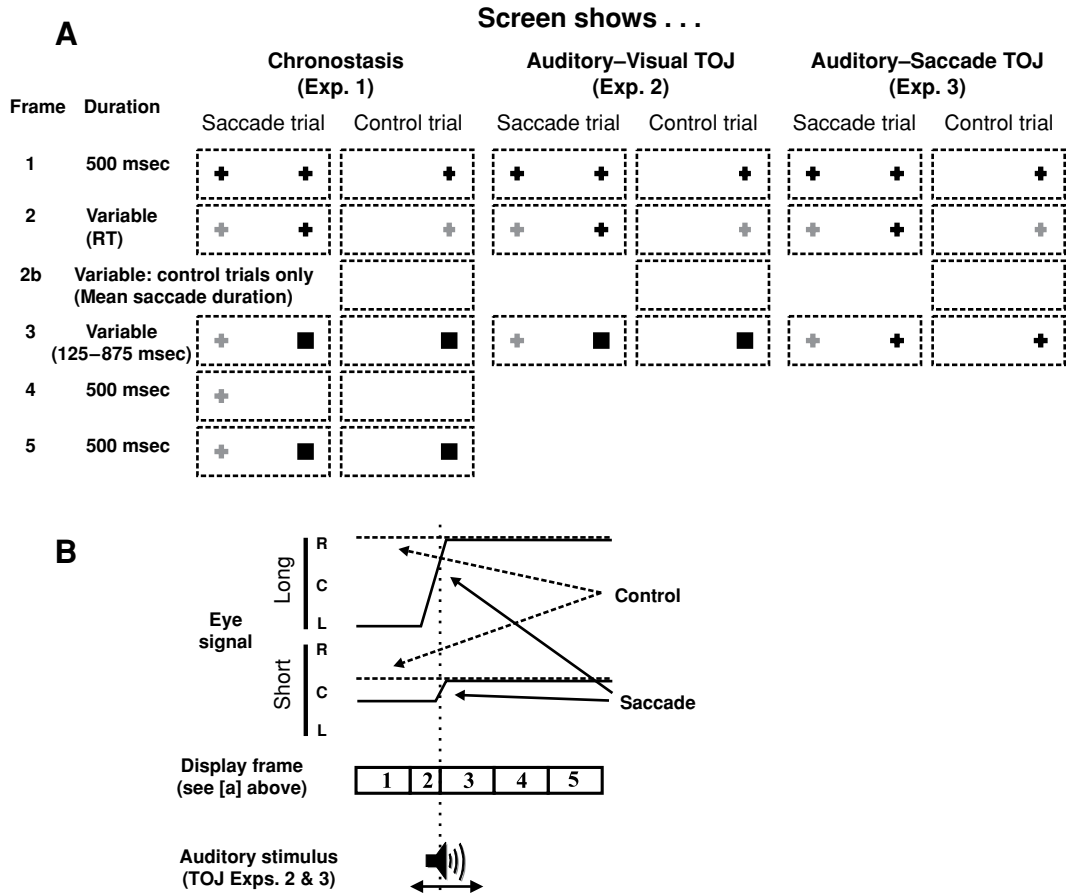 Screen shows . . .
A
Chronostasis
(Exp. 1)
Auditory–Visual TOJ
(Exp. 2)
Auditory–Saccade TOJ
(Exp. 3)
Frame Duration
Saccade trial Control trial Saccade trial Control trial Saccade trial Control trial
1 500 msec
2 Variable
(RT)
2b Variable: control trials only
(Mean saccade duration)
3 Variable
(125–875 msec)
4 500 msec
5 500 msec
B
Eye
signal
Long
R
C
L
Short
R
C
L
Control
Saccade
Display frame
(see [a] above)
1 2 3 4 5
Auditory stimulus
(TOJ Exps. 2 & 3)